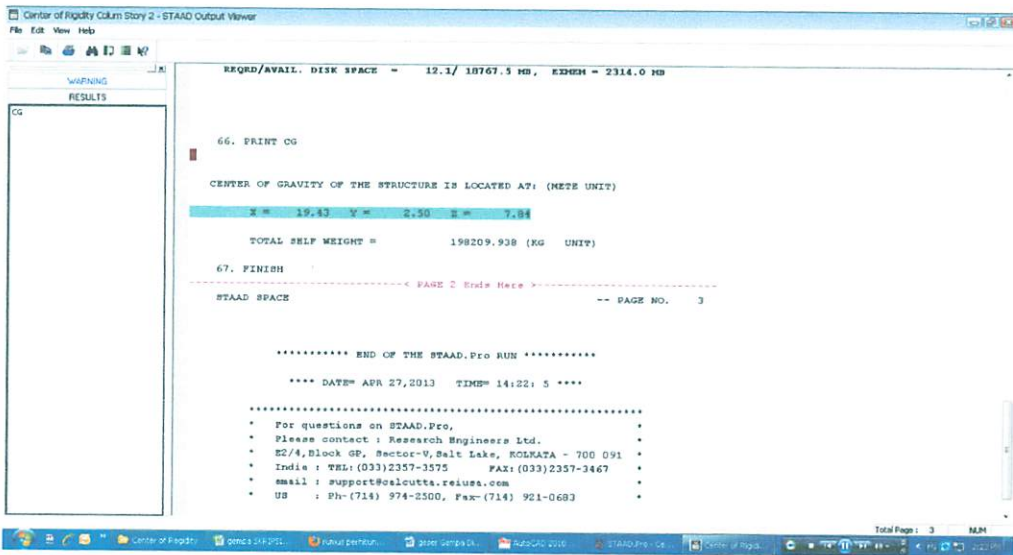 Center of Rigidity Colum Story 2 - STAAD Output Viewer
File Edit View Help
WARNING
RESULTS
CG
REQRD/AVAIL. DISK SPACE = 12.1/ 18767.5 MB, EXMEM = 2314.0 MB
66. PRINT CG
CENTER OF GRAVITY OF THE STRUCTURE IS LOCATED AT: (METE UNIT)
X = 19.43 Y = 2.50 Z = 7.84
TOTAL SELF WEIGHT = 198209.938 (KG UNIT)
67. FINISH
< PAGE 2 Ends Here >
STAAD SPACE -- PAGE NO. 3
*********** END OF THE STAAD.Pro RUN ***********
**** DATE= APR 27,2013 TIME= 14:22: 5 ****
* For questions on STAAD.Pro, *
* Please contact : Research Engineers Ltd. *
* E2/4,Block GP, Sector-V,Salt Lake, KOLKATA - 700 091 *
* India : TEL:(033)2357-3575 FAX:(033)2357-3467 *
* email : support@calcutta.reiusa.com *
* US : Ph-(714) 974-2500, Fax-(714) 921-0683 *
Total Page : 3 NUM
Center of Rigidity
AutoCAD 2010
STAAD.Pro - Ce...
Center of Rigid...